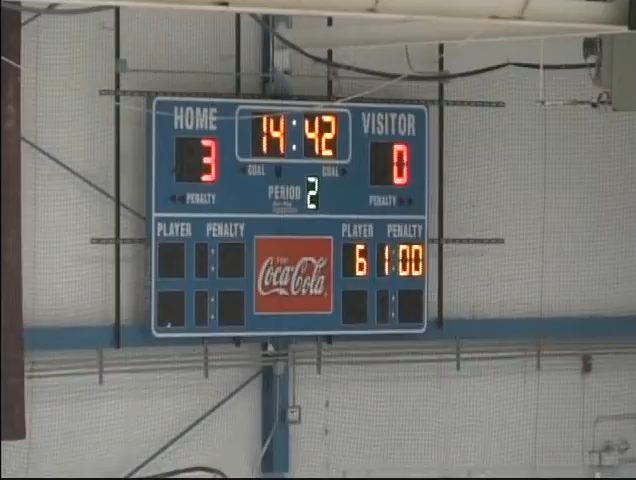 HOME 14:42 VISITOR
3 GOAL GOAL 0
PENALTY PERIOD 2 PENALTY
PLAYER PENALTY PLAYER PENALTY
6 1:00
Coca-Cola